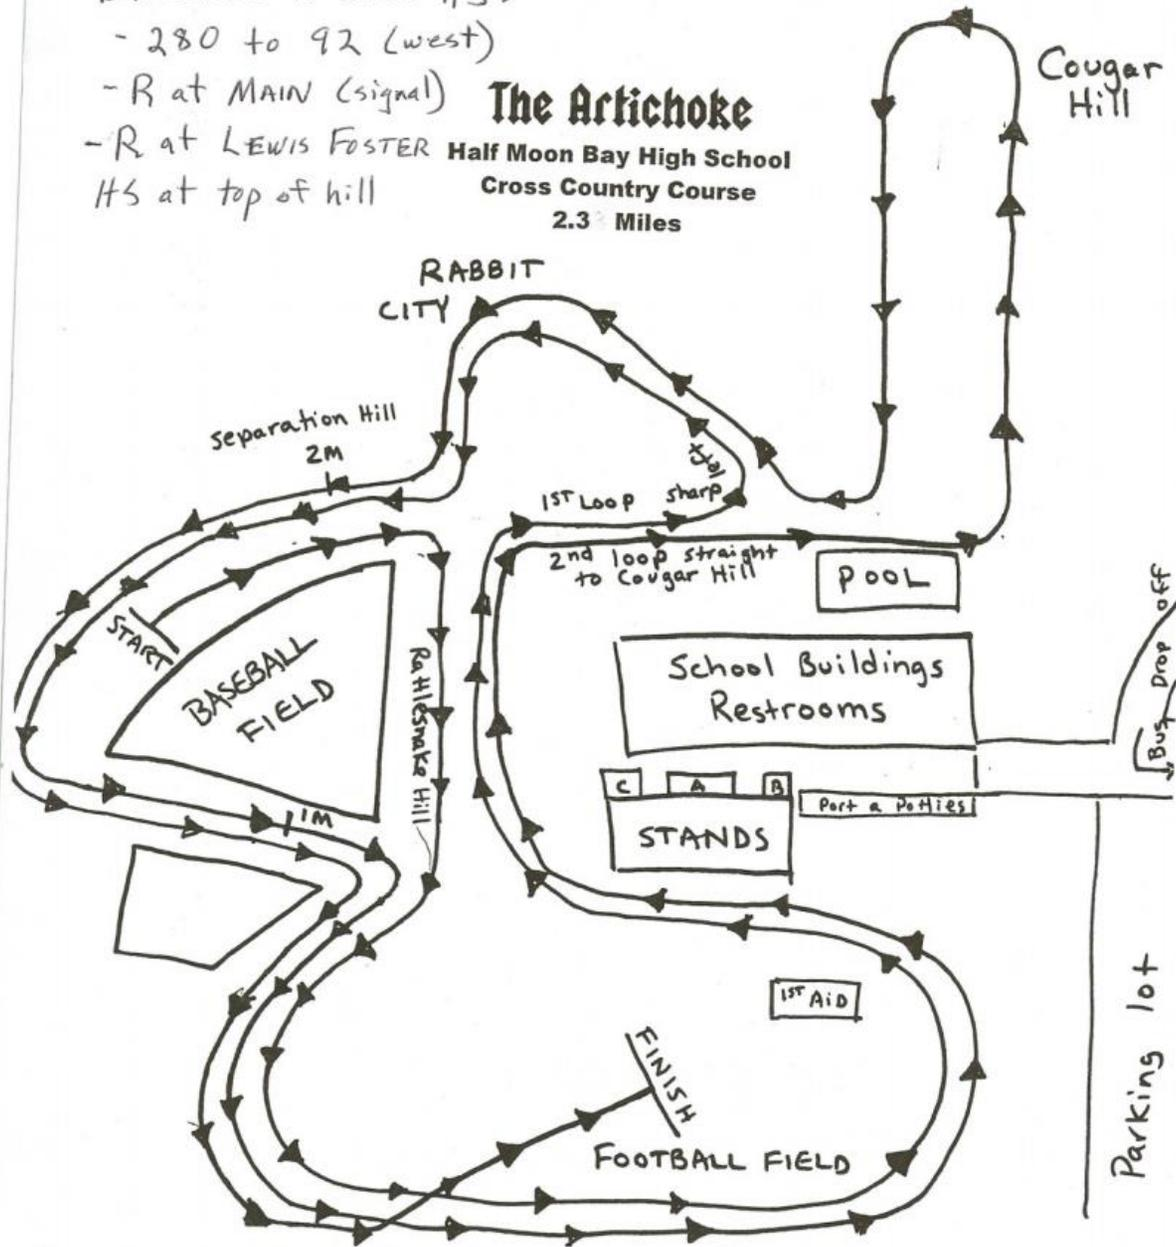 - 280 to 92 (west)
- R at MAIN (signal)
- R at LEWIS FOSTER
HS at top of hill
The Artichoke
Half Moon Bay High School
Cross Country Course
2.3 Miles
Cougar
Hill
RABBIT
CITY
separation Hill
2M
1ST LOOP sharp left
2nd loop straight
to Cougar Hill
POOL
START
BASEBALL
FIELD
Rattlesnake Hill
School Buildings
Restrooms
Bus Drop off
C A B
Port a Potties
STANDS
1M
1ST AiD
FINISH
FOOTBALL FIELD
Parking lot